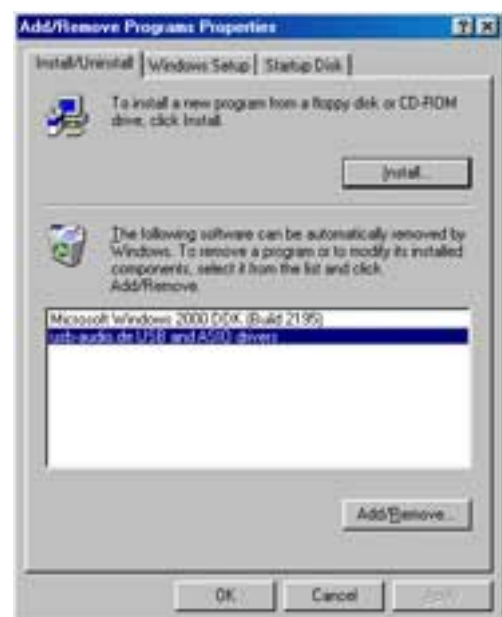 Add/Remove Programs Properties
Install/Uninstall
Windows Setup
Startup Disk
To install a new program from a floppy disk or CD-ROM
drive, click Install.
Install...
The following software can be automatically removed by
Windows. To remove a program or to modify its installed
components, select it from the list and click
Add/Remove.
Microsoft Windows 2000 DDK (Build 2195)
usb-audio.de USB and ASIO drivers
Add/Remove...
OK
Cancel
Apply